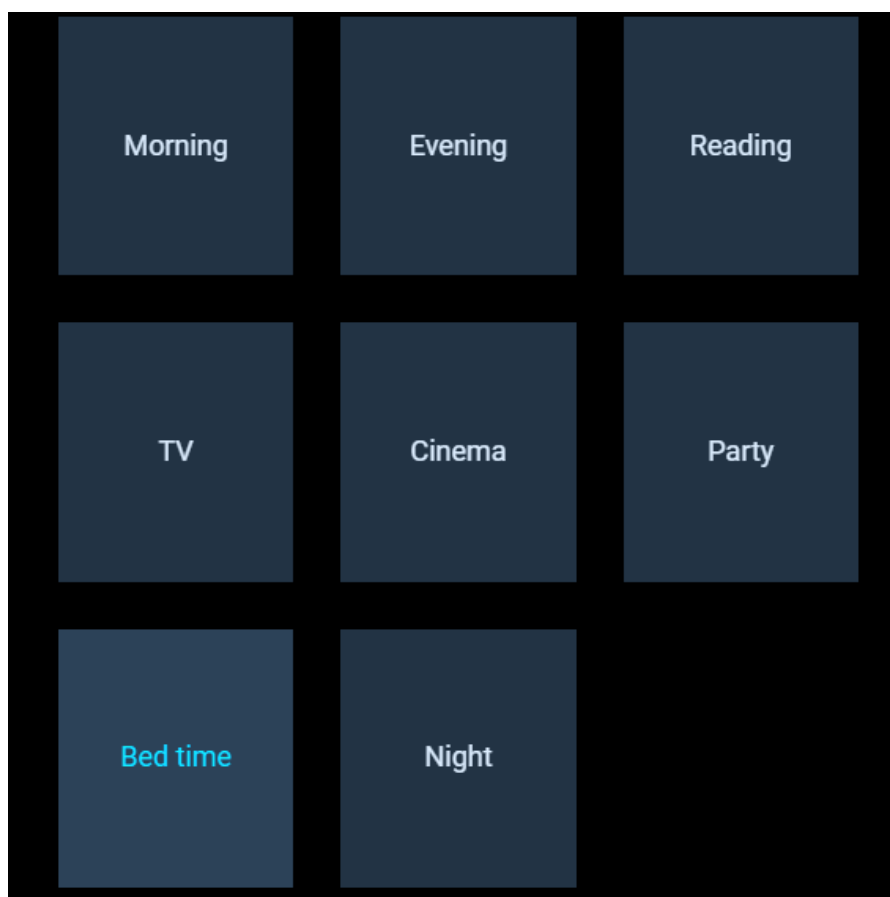 Morning
Evening
Reading
TV
Cinema
Party
Bed time
Night